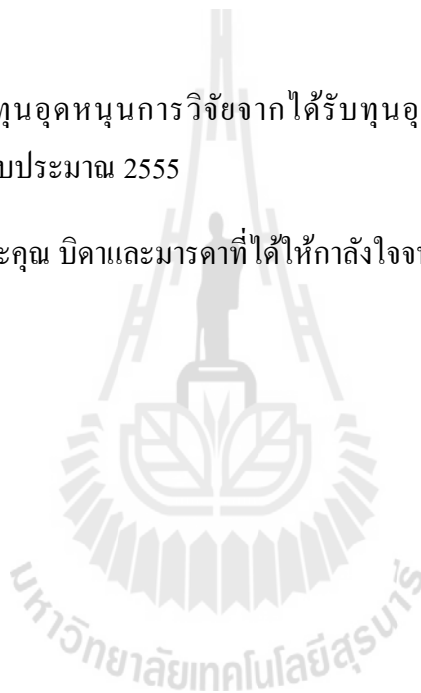 ทุนอุดหนุนการวิจัยจากได้รับทุนอุ
บประมาณ 2555
ะคุณ บิดาและมารดาที่ได้ให้กาลังใจจน
มหาวิทยาลัยเทคโนโลยีสุรนารี